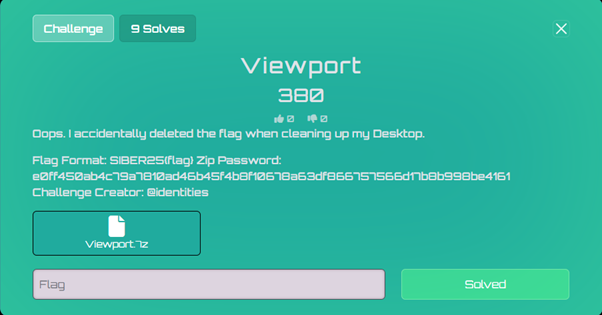 Challenge
9 Solves
Viewport
380
0 0
Oops. I accidentally deleted the flag when cleaning up my Desktop.
Flag Format: SIBER25{flag} Zip Password:
e0ff450ab4c79a7810ad46b45f4b8f10678a63df866757566d17b8b998be4161
Challenge Creator: @identities
Viewport.7z
Flag
Solved